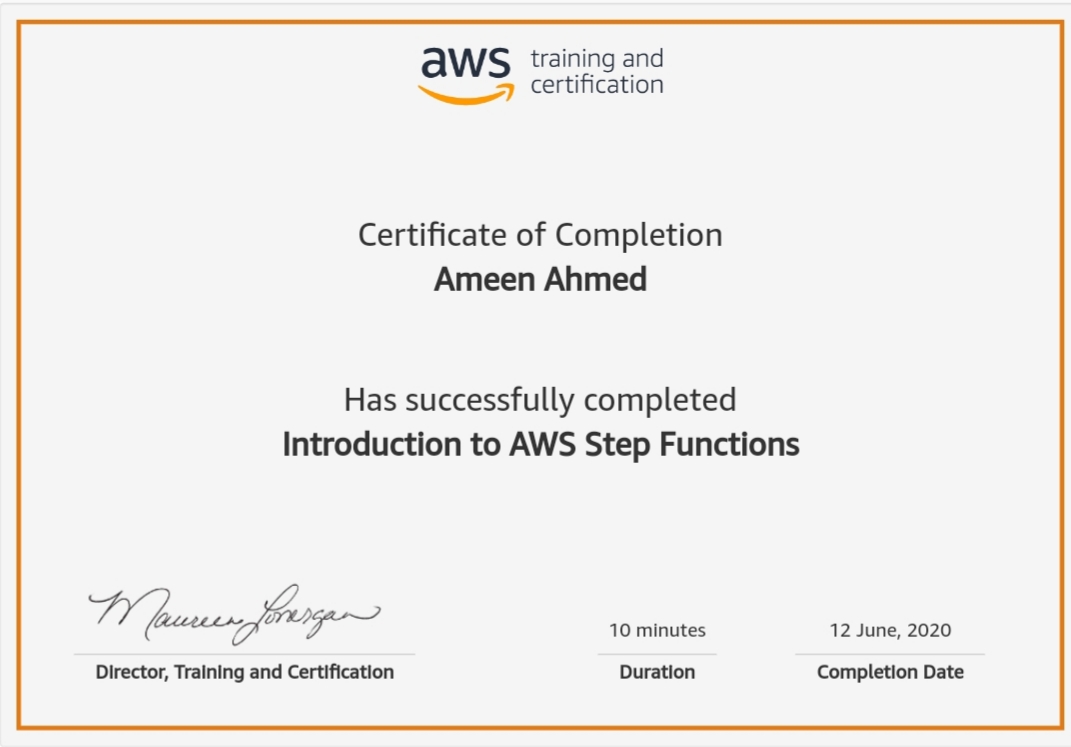 aws training and
certification
Certificate of Completion
Ameen Ahmed
Has successfully completed
Introduction to AWS Step Functions
Maureen Lonergan
10 minutes
12 June, 2020
Director, Training and Certification
Duration
Completion Date